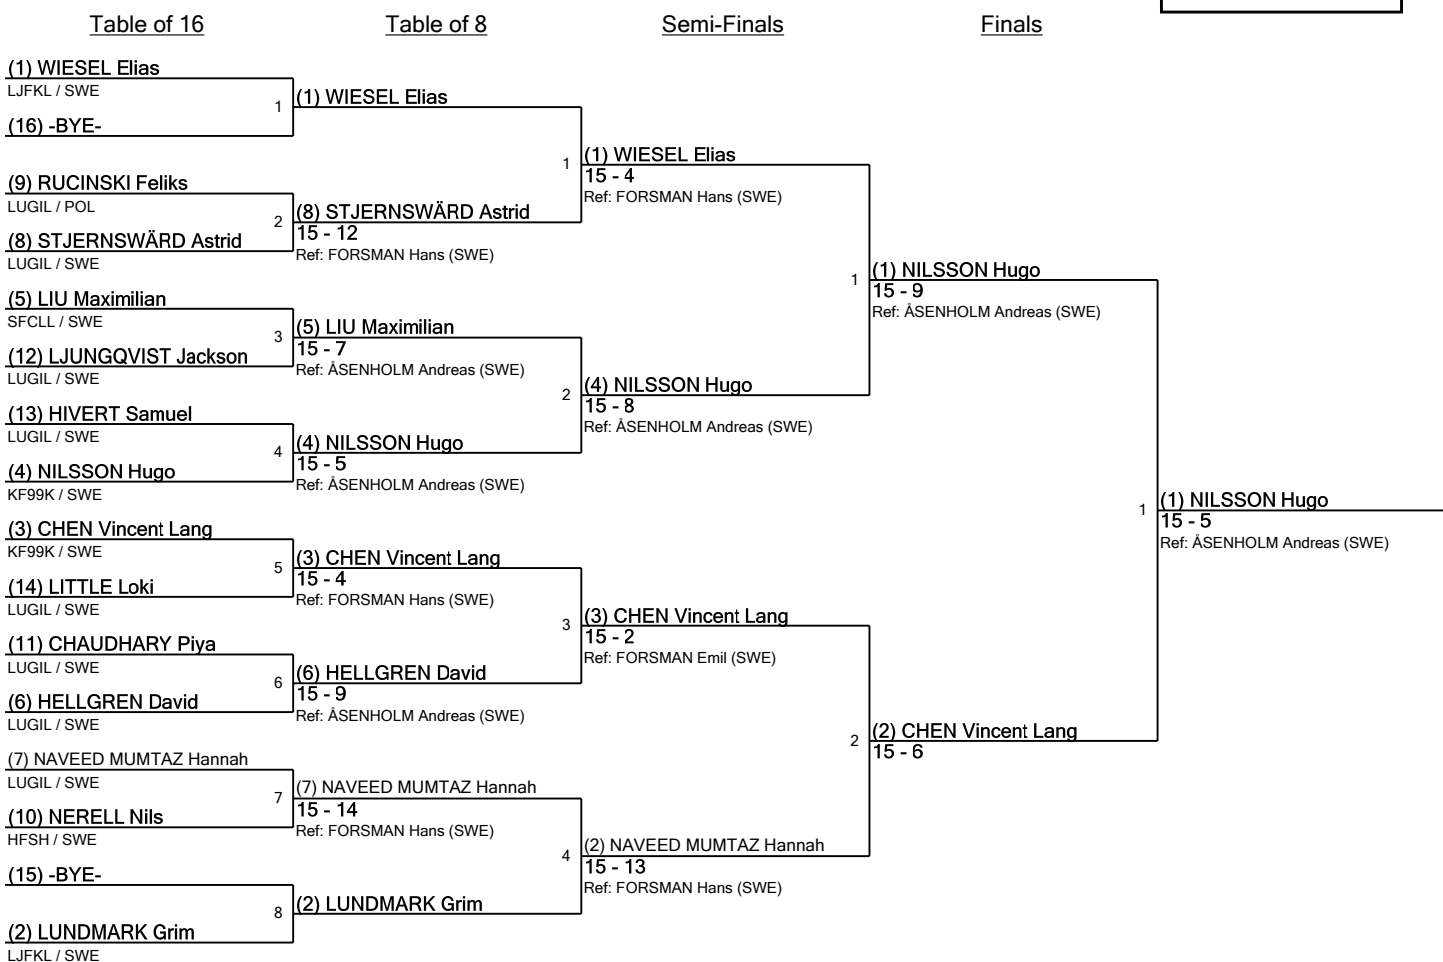 Table of 16
Table of 8
Semi-Finals
Finals
(1) WIESEL Elias
LJFKL / SWE
(16) -BYE-
(9) RUCINSKI Feliks
LUGIL / POL
(8) STJERNSWÄRD Astrid
LUGIL / SWE
(5) LIU Maximilian
SFCLL / SWE
(12) LJUNGQVIST Jackson
LUGIL / SWE
(13) HIVERT Samuel
LUGIL / SWE
(4) NILSSON Hugo
KF99K / SWE
(3) CHEN Vincent Lang
KF99K / SWE
(14) LITTLE Loki
LUGIL / SWE
(11) CHAUDHARY Piya
LUGIL / SWE
(6) HELLGREN David
LUGIL / SWE
(7) NAVEED MUMTAZ Hannah
LUGIL / SWE
(10) NERELL Nils
HFSH / SWE
(15) -BYE-
(2) LUNDMARK Grim
LJFKL / SWE
1
(1) WIESEL Elias
2
(8) STJERNSWÄRD Astrid
15 - 12
Ref: FORSMAN Hans (SWE)
3
(5) LIU Maximilian
15 - 7
Ref: ÅSENHOLM Andreas (SWE)
4
(4) NILSSON Hugo
15 - 5
Ref: ÅSENHOLM Andreas (SWE)
5
(3) CHEN Vincent Lang
15 - 4
Ref: FORSMAN Hans (SWE)
6
(6) HELLGREN David
15 - 9
Ref: ÅSENHOLM Andreas (SWE)
7
(7) NAVEED MUMTAZ Hannah
15 - 14
Ref: FORSMAN Hans (SWE)
8
(2) LUNDMARK Grim
1
(1) WIESEL Elias
15 - 4
Ref: FORSMAN Hans (SWE)
2
(4) NILSSON Hugo
15 - 8
Ref: ÅSENHOLM Andreas (SWE)
3
(3) CHEN Vincent Lang
15 - 2
Ref: FORSMAN Emil (SWE)
4
(2) NAVEED MUMTAZ Hannah
15 - 13
Ref: FORSMAN Hans (SWE)
1
(1) NILSSON Hugo
15 - 9
Ref: ÅSENHOLM Andreas (SWE)
2
(2) CHEN Vincent Lang
15 - 6
1
(1) NILSSON Hugo
15 - 5
Ref: ÅSENHOLM Andreas (SWE)